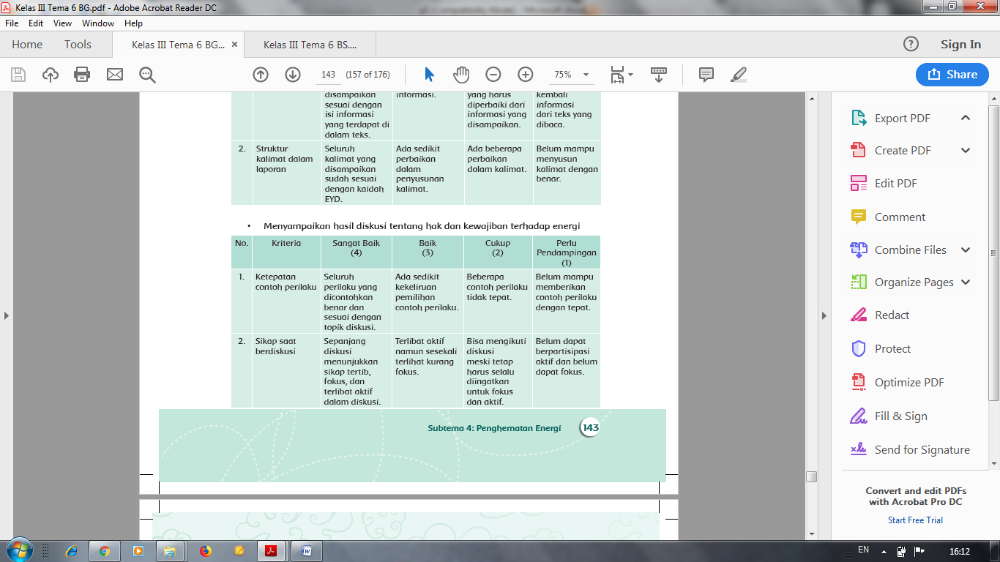 Kelas III Tema 6 BG.pdf - Adobe Acrobat Reader DC
File Edit View Window Help
Home Tools Kelas III Tema 6 BG... × Kelas III Tema 6 BS.... Sign In
143 (157 of 176) 75% Share
disampaikan sesuai dengan isi informasi yang terdapat di dalam teks.
informasi.
yang harus diperbaiki dari informasi yang disampaikan.
kembali informasi dari teks yang dibaca.
2.
Struktur kalimat dalam laporan
Seluruh kalimat yang disampaikan sudah sesuai dengan kaidah EYD.
Ada sedikit perbaikan dalam penyusunan kalimat.
Ada beberapa perbaikan dalam kalimat.
Belum mampu menyusun kalimat dengan benar.
• Menyampaikan hasil diskusi tentang hak dan kewajiban terhadap energi
No. Kriteria Sangat Baik (4) Baik (3) Cukup (2) Perlu Pendampingan (1)
1.
Ketepatan contoh perilaku
Seluruh perilaku yang dicontohkan benar dan sesuai dengan topik diskusi.
Ada sedikit kekeliruan pemilihan contoh perilaku.
Beberapa contoh perilaku tidak tepat.
Belum mampu memberikan contoh perilaku dengan tepat.
2.
Sikap saat berdiskusi
Sepanjang diskusi menunjukkan sikap tertib, fokus, dan terlibat aktif dalam diskusi.
Terlibat aktif namun sesekali terlihat kurang fokus.
Bisa mengikuti diskusi meski tetap harus selalu diingatkan untuk fokus dan aktif.
Belum dapat berpartisipasi aktif dan belum dapat fokus.
Subtema 4: Penghematan Energi 143
Export PDF
Create PDF
Edit PDF
Comment
Combine Files
Organize Pages
Redact
Protect
Optimize PDF
Fill & Sign
Send for Signature
Convert and edit PDFs
with Acrobat Pro DC
Start Free Trial
EN 16:12